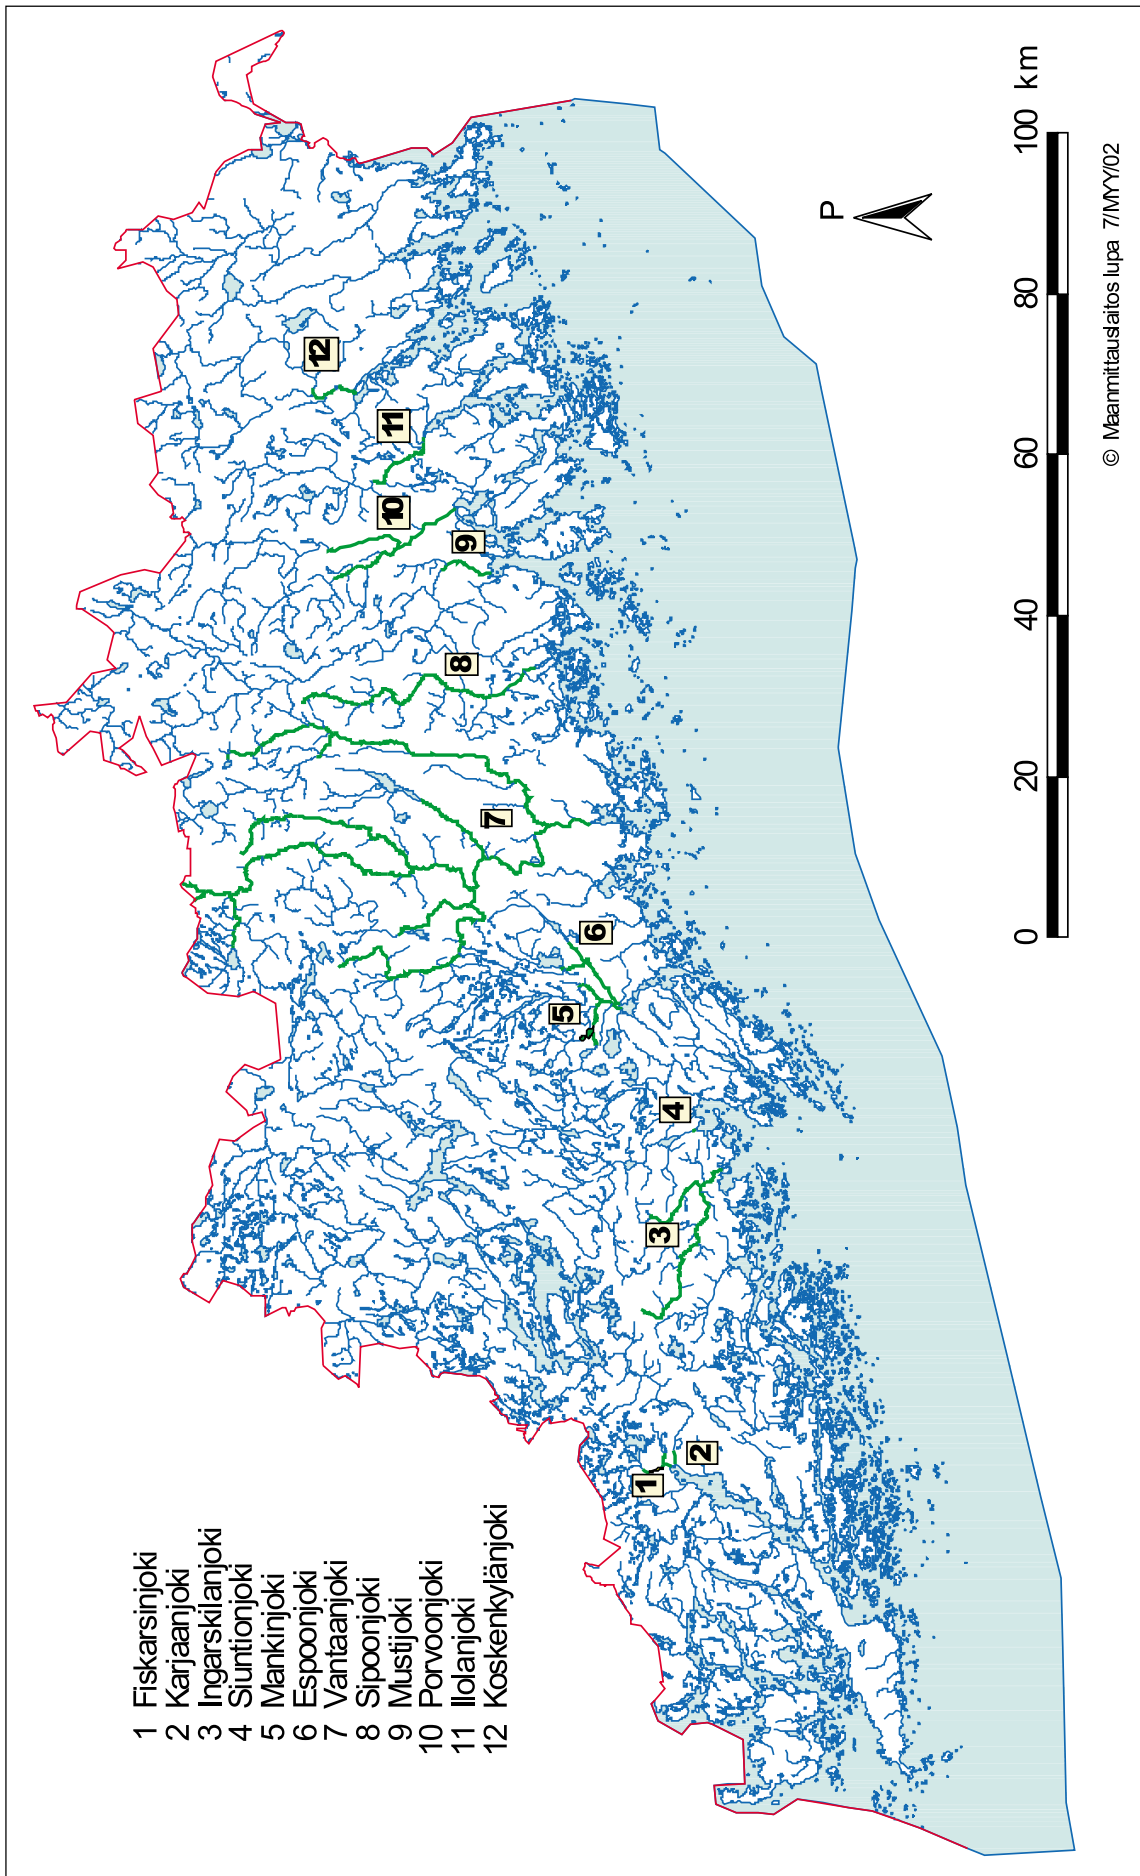 1 Fiskarsinjoki
2 Karjaanjoki
3 Ingarskilanjoki
4 Siuntionjoki
5 Mankinjoki
6 Espoonjoki
7 Vantaanjoki
8 Sipoonjoki
9 Mustijoki
10 Porvoonjoki
11 Ilolanjoki
12 Koskenkylänjoki
1
2
3
4
5
6
7
8
9
10
11
12
P
0 20 40 60 80 100 km
© Maanmittauslaitos lupa 7/MYY/02